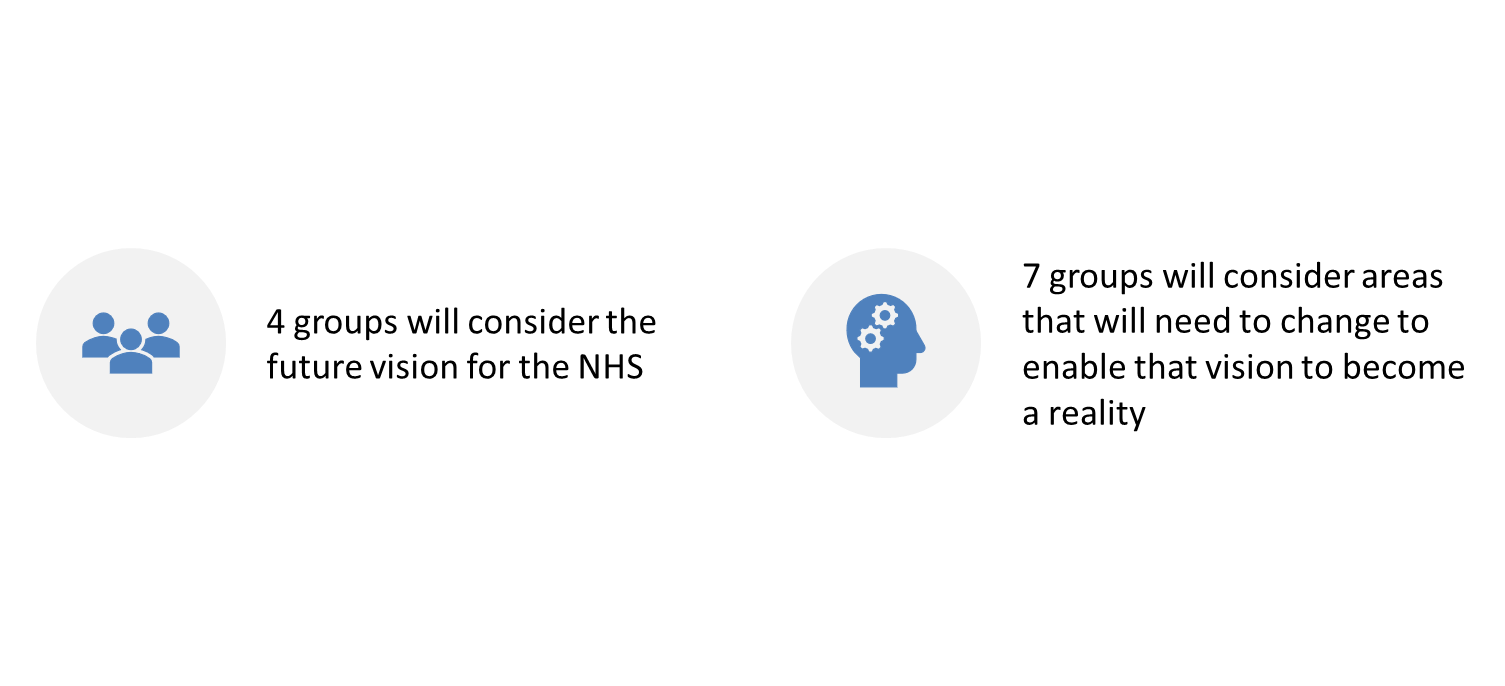 4 groups will consider the
future vision for the NHS
7 groups will consider areas
that will need to change to
enable that vision to become
a reality